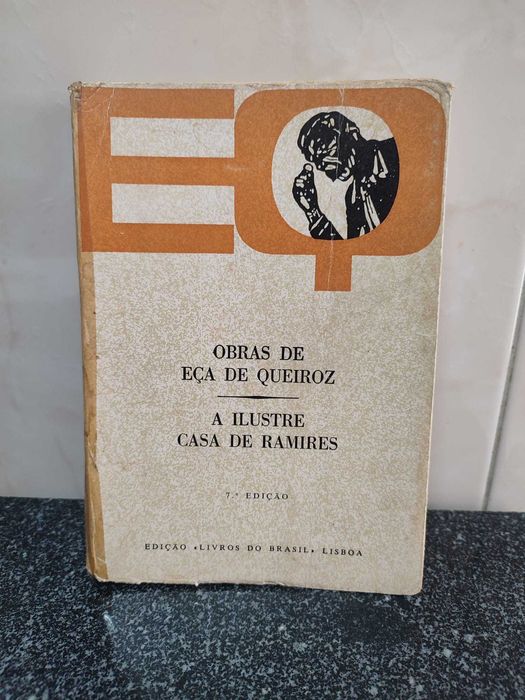 EQ
OBRAS DE
EÇA DE QUEIROZ
A ILUSTRE
CASA DE RAMIRES
7.ª EDIÇÃO
EDIÇÃO «LIVROS DO BRASIL» LISBOA